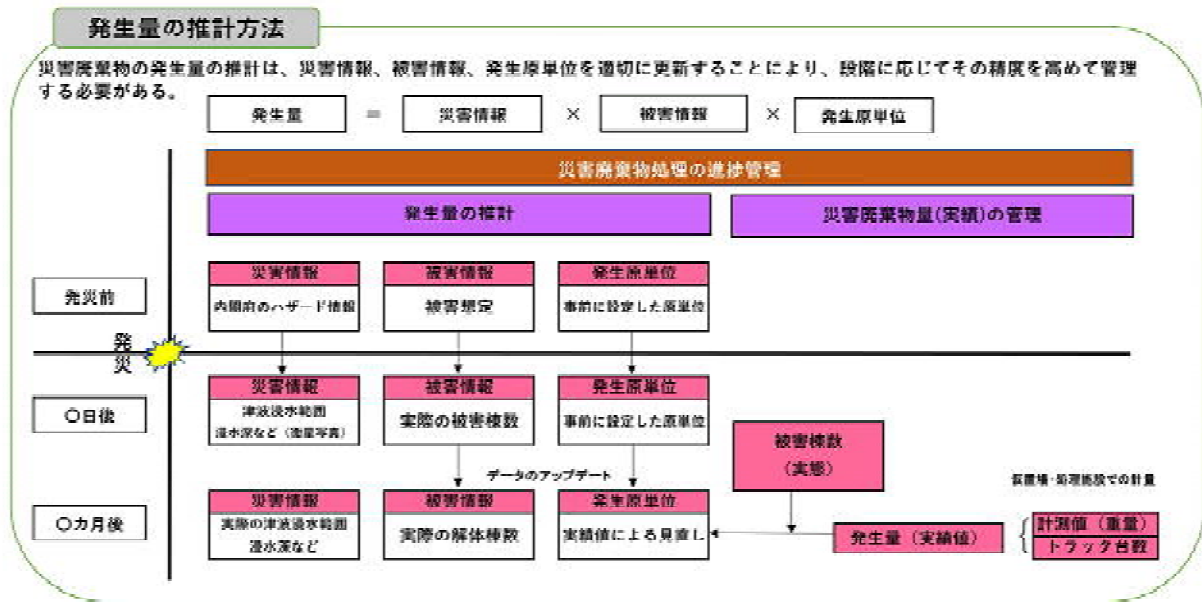 発生量の推計方法
災害廃棄物の発生量の推計は、災害情報、被害情報、発生原単位を適切に更新することにより、段階に応じてその精度を高めて管理
する必要がある。
発生量 = 災害情報 × 被害情報 × 発生原単位
災害廃棄物処理の進捗管理
発生量の推計 災害廃棄物量(実績)の管理
災害情報 被害情報 発生原単位
発災前 内閣府のハザード情報 被害想定 事前に設定した原単位
発
災
災害情報 被害情報 発生原単位
〇日後 津波浸水範囲 実際の被害棟数 事前に設定した原単位
浸水深など(衛星写真)
被害棟数
(実態)
データのアップデート
仮置場・処理施設での計量
災害情報 被害情報 発生原単位
〇カ月後 実際の津波浸水範囲 実際の解体棟数 実績値による見直し
浸水深など
発生量(実績値) 計測値(重量)
トラック台数